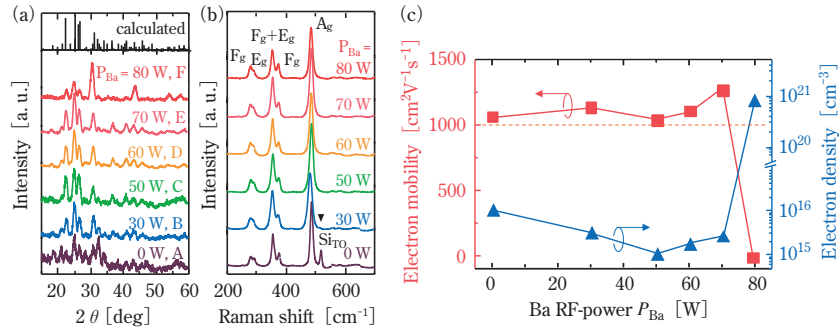 (a)
calculated
P_Ba = 80 W, F
70 W, E
60 W, D
50 W, C
30 W, B
0 W, A
Intensity [a. u.]
20 30 40 50 60
2 θ [deg]
(b)
A_g
F_g+E_g
F_g E_g F_g
P_Ba =
80 W
70 W
60 W
50 W
30 W
Si_TO
0 W
Intensity [a. u.]
200 400 600
Raman shift [cm⁻¹]
(c)
Electron mobility [cm²V⁻¹s⁻¹]
1500
1000
500
0
Electron density [cm⁻³]
10²¹
10²⁰
10¹⁶
10¹⁵
0 20 40 60 80
Ba RF-power P_Ba [W]